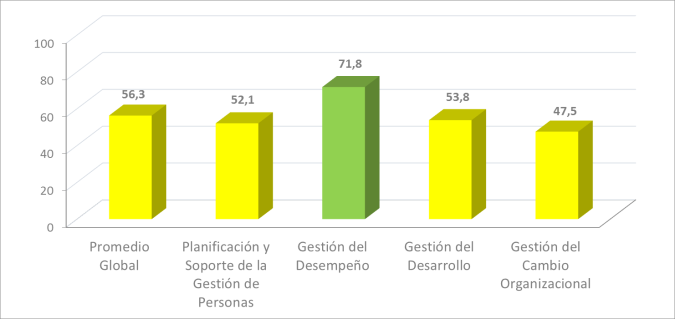 100
80
60
40
20
0
56,3
52,1
71,8
53,8
47,5
Promedio
Global
Planificación y
Soporte de la
Gestión de
Personas
Gestión del
Desempeño
Gestión del
Desarrollo
Gestión del
Cambio
Organizacional